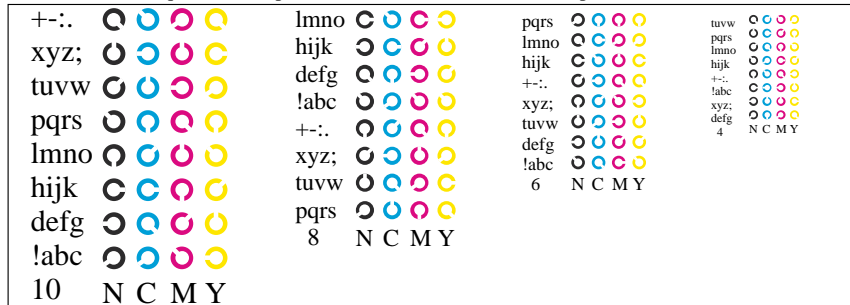 +-:.
xyz;
tuvw
pqrs
lmno
hijk
defg
!abc
10 N C M Y
lmno
hijk
defg
!abc
+-:.
xyz;
tuvw
pqrs
8 N C M Y
pqrs
lmno
hijk
+-:.
xyz;
tuvw
defg
!abc
6 N C M Y
tuvw
pqrs
lmno
hijk
+-:.
!abc
xyz;
defg
4 N C M Y